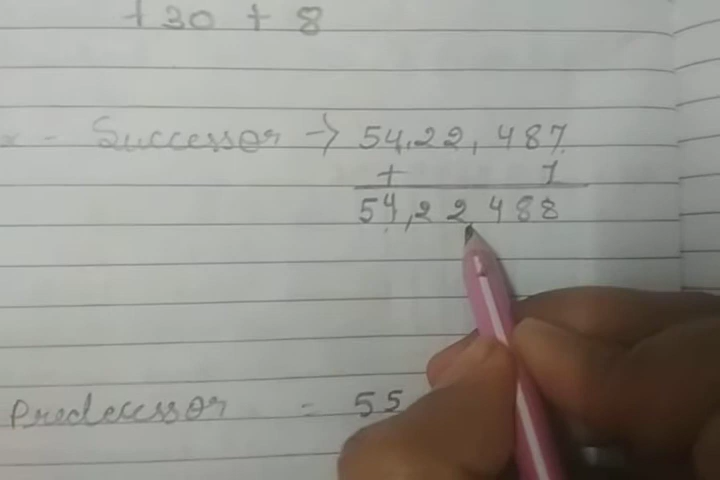 + 30 + 8
Successor → 54,22,487
+ 1
54,22,488
Predecessor = 55